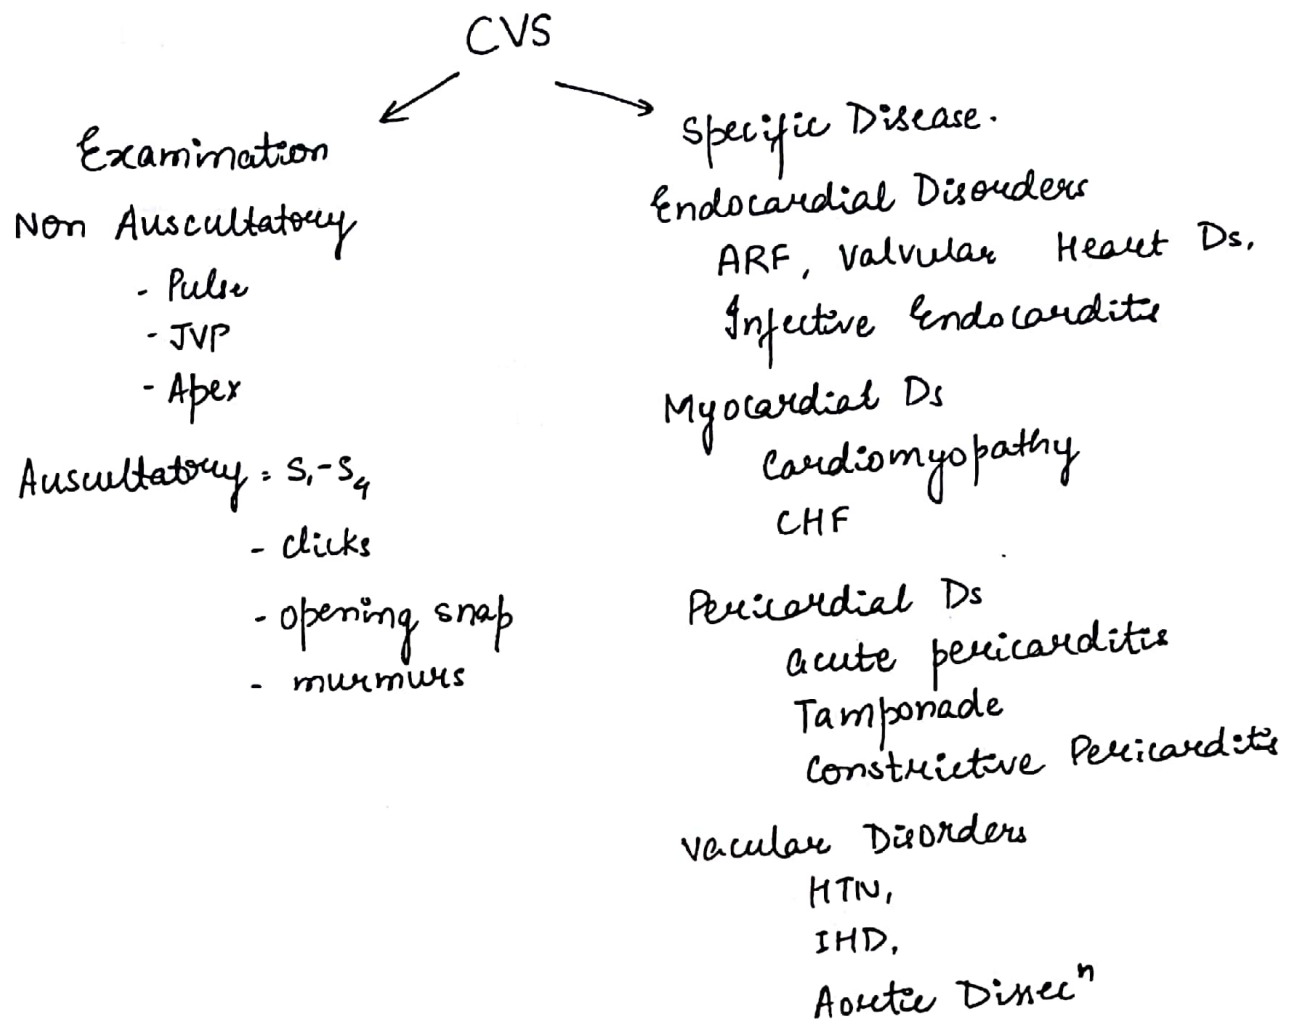 CVS
Examination
Non Auscultatory
- Pulse
- JVP
- Apex
Auscultatory = S₁-S₄
- clicks
- opening snap
- murmurs
Specific Disease.
Endocardial Disorders
ARF, Valvular Heart Ds,
Infective Endocarditis
Myocardial Ds
Cardiomyopathy
CHF
Pericardial Ds
acute pericarditis
Tamponade
Constrictive Pericarditis
Vacular Disorders
HTN,
IHD,
Aortic Dissecⁿ